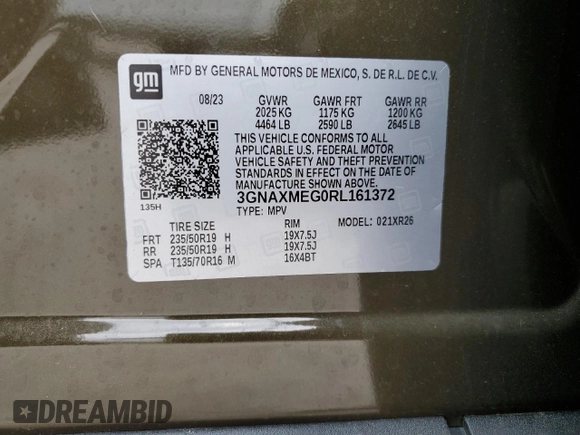 gm
MFD BY GENERAL MOTORS DE MEXICO, S. DE R.L. DE C.V.
08/23 GVWR GAWR FRT GAWR RR
2025 KG 1175 KG 1200 KG
4464 LB 2590 LB 2645 LB
THIS VEHICLE CONFORMS TO ALL
APPLICABLE U.S. FEDERAL MOTOR
VEHICLE SAFETY AND THEFT PREVENTION
STANDARDS IN EFFECT ON THE DATE OF
MANUFACTURE SHOWN ABOVE.
135H
3GNAXMEG0RL161372
TYPE: MPV
MODEL: 021XR26
TIRE SIZE RIM
FRT 235/50R19 H 19X7.5J
RR 235/50R19 H 19X7.5J
SPA T135/70R16 M 16X4BT
DREAMBID